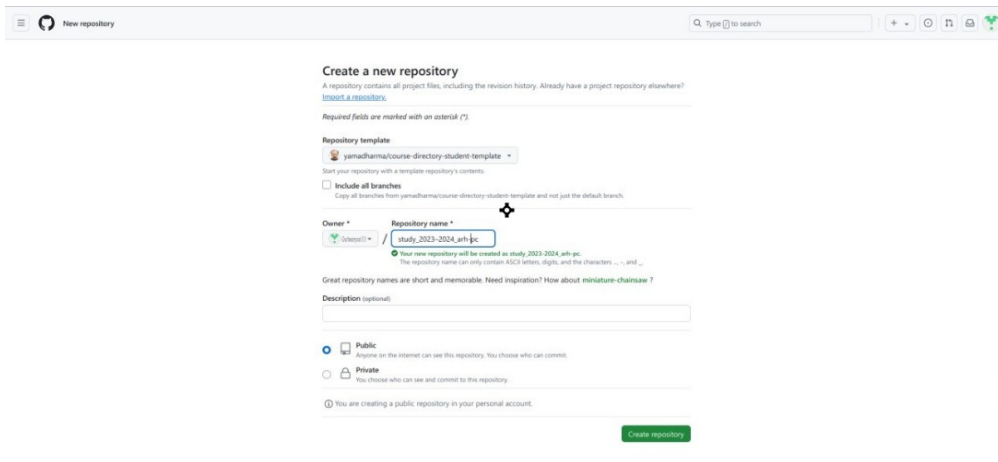 New repository
Type / to search
Create a new repository
A repository contains all project files, including the revision history. Already have a project repository elsewhere?
Import a repository.
Required fields are marked with an asterisk (*).
Repository template
yamadharma/course-directory-student-template
Start your repository with a template repository's contents.
Include all branches
Copy all branches from yamadharma/course-directory-student-template and not just the default branch.
Owner * Repository name *
/ study_2023–2024_arh-pc
Your new repository will be created as study_2023-2024_arh-pc.
The repository name can only contain ASCII letters, digits, and the characters ., -, and _.
Great repository names are short and memorable. Need inspiration? How about miniature-chainsaw ?
Description (optional)
Public
Anyone on the internet can see this repository. You choose who can commit.
Private
You choose who can see and commit to this repository.
You are creating a public repository in your personal account.
Create repository